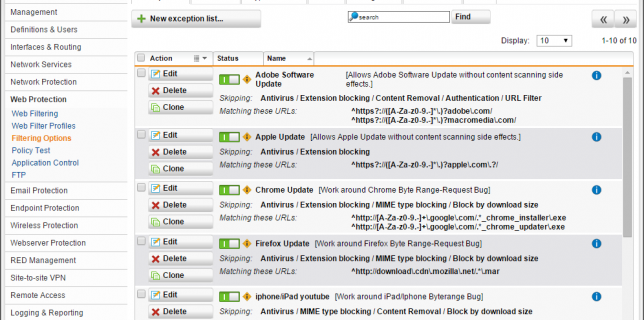 Management
Definitions & Users
Interfaces & Routing
Network Services
Network Protection
Web Protection
Web Filtering
Web Filter Profiles
Filtering Options
Policy Test
Application Control
FTP
Email Protection
Endpoint Protection
Wireless Protection
Webserver Protection
RED Management
Site-to-site VPN
Remote Access
Logging & Reporting
+ New exception list...
search
Find
« »
Display: 10 1-10 of 10
Action Status Name
Edit Adobe Software Update [Allows Adobe Software Update without content scanning side effects.]
Delete Skipping: Antivirus / Extension blocking / Content Removal / Authentication / URL Filter
Clone Matching these URLs: ^https?://([A-Za-z0-9.-]*\.)?adobe\.com/
^https?://([A-Za-z0-9.-]*\.)?macromedia\.com/
Edit Apple Update [Allows Apple Update without content scanning side effects.]
Delete Skipping: Antivirus / Extension blocking
Clone Matching these URLs: ^https?://([A-Za-z0-9.-]*\.)?apple\.com\.?/
Edit Chrome Update [Work around Chrome Byte Range-Request Bug]
Delete Skipping: Antivirus / Extension blocking / MIME type blocking / Block by download size
Clone Matching these URLs: ^http://[A-Za-z0-9.-]+\.google\.com/.*_chrome_installer\.exe
^http://[A-Za-z0-9.-]+\.google\.com/.*_chrome_updater\.exe
Edit Firefox Update [Work around Firefox Byte Range-Request Bug]
Delete Skipping: Antivirus / Extension blocking / MIME type blocking / Block by download size
Clone Matching these URLs: ^http://download\.cdn\.mozilla\.net/.*\.mar
Edit iphone/iPad youtube [Work around iPad/Iphone Byterange Bug]
Delete Skipping: Antivirus / MIME type blocking / Content Removal / Block by download size